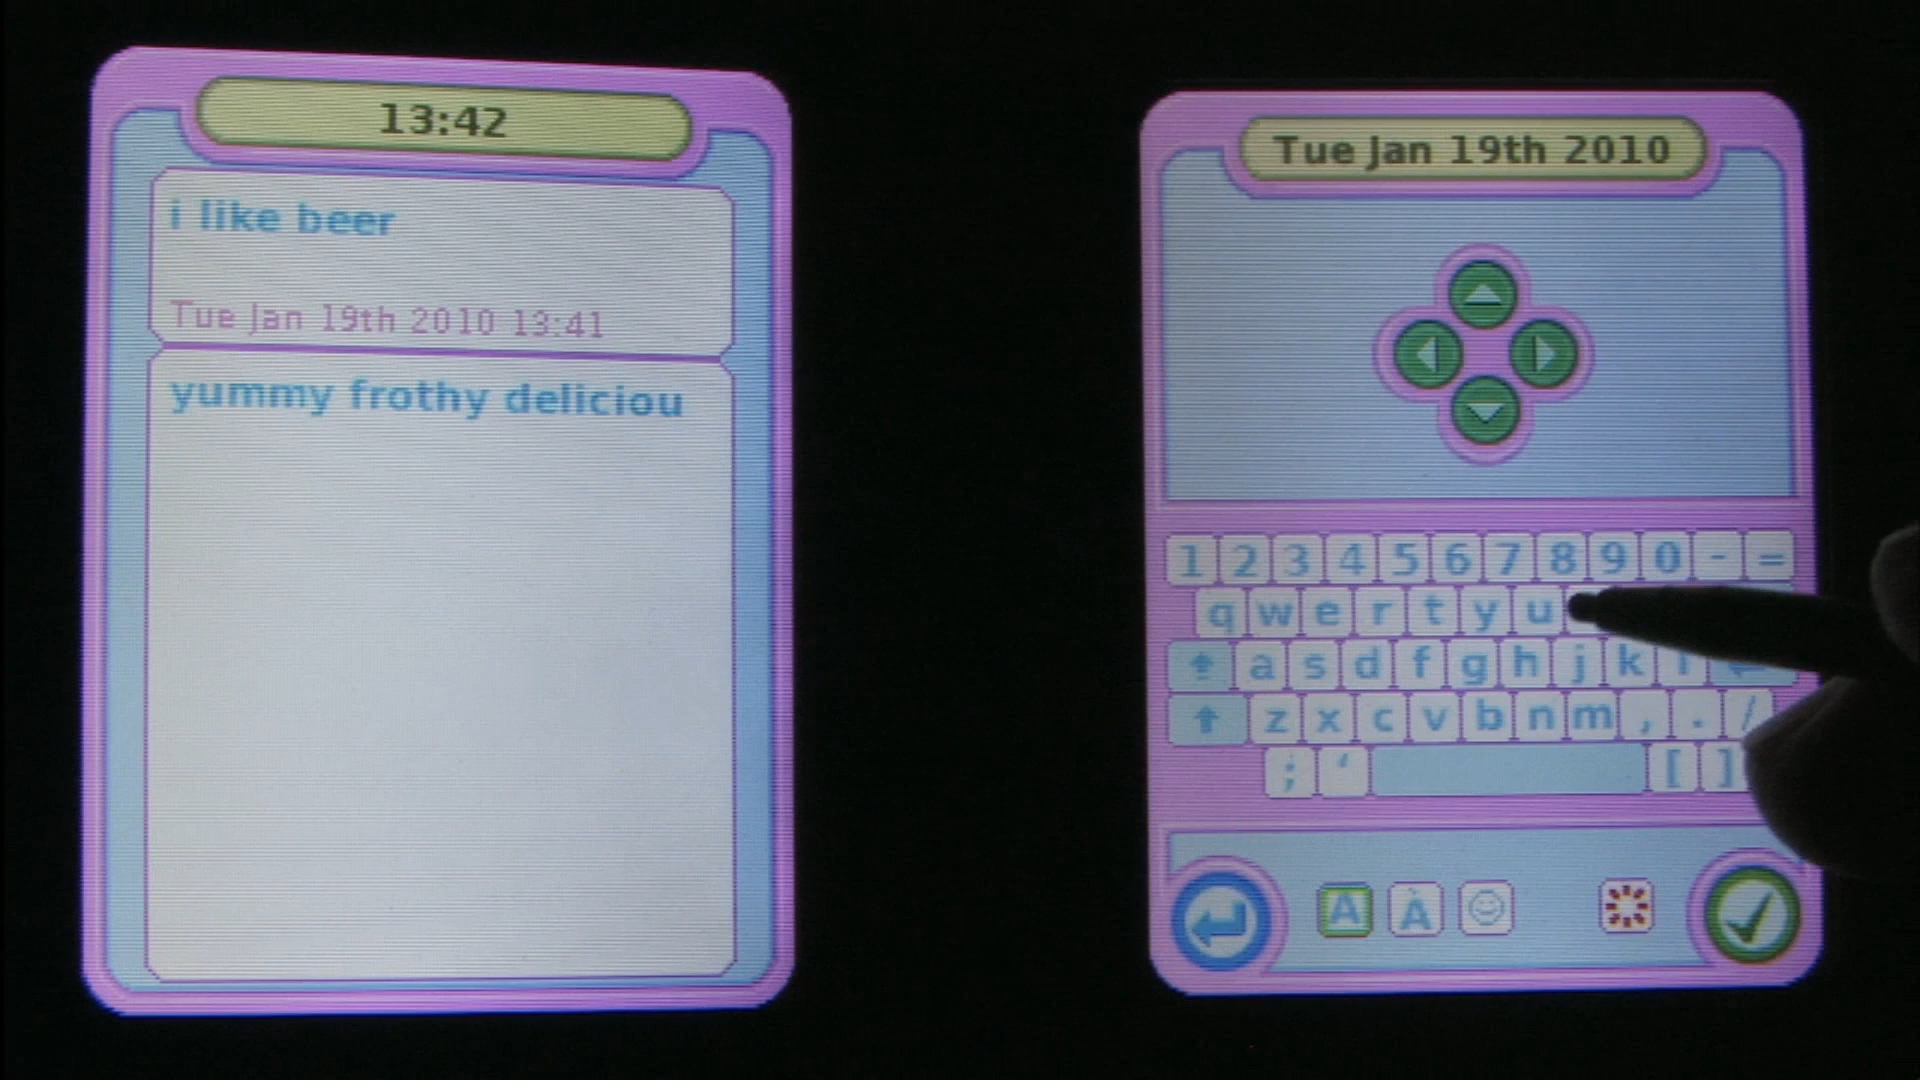 13:42
i like beer
Tue Jan 19th 2010 13:41
yummy frothy deliciou
Tue Jan 19th 2010
1 2 3 4 5 6 7 8 9 0 - =
q w e r t y u
a s d f g h j k l
z x c v b n m , . /
; ' [ ]
A À